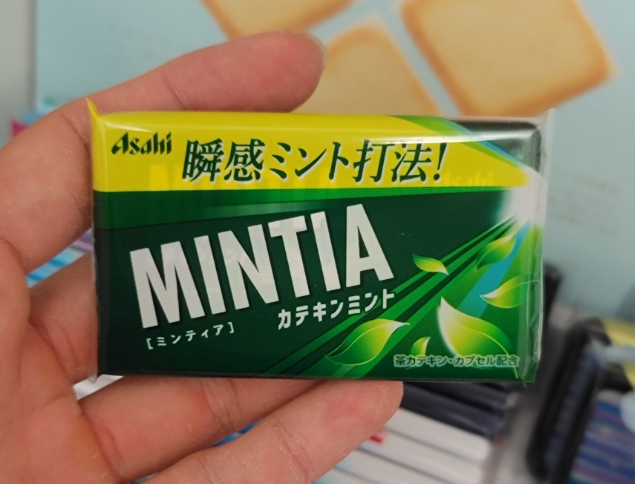 Asahi
瞬感ミント打法!
MINTIA
カテキンミント
[ミンティア]
茶カテキン・カプセル配合